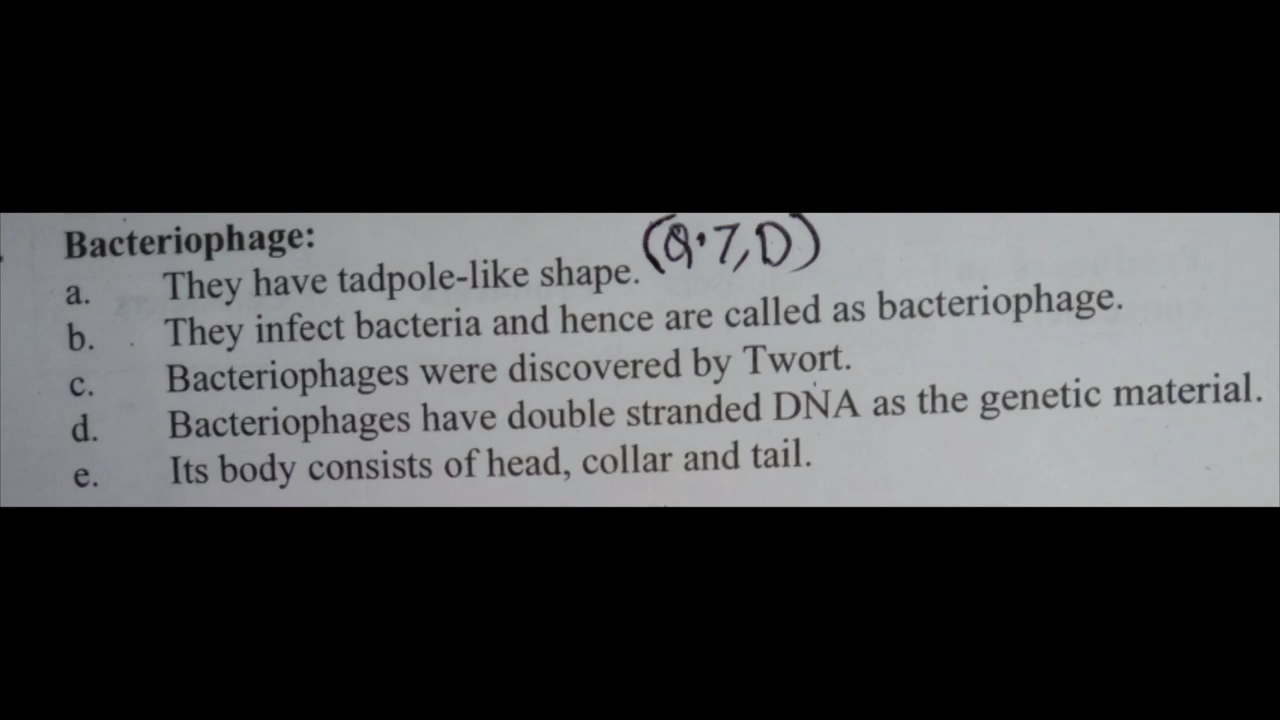 Bacteriophage:
(Q.7,D)
a. They have tadpole-like shape.
b. They infect bacteria and hence are called as bacteriophage.
c. Bacteriophages were discovered by Twort.
d. Bacteriophages have double stranded DNA as the genetic material.
e. Its body consists of head, collar and tail.